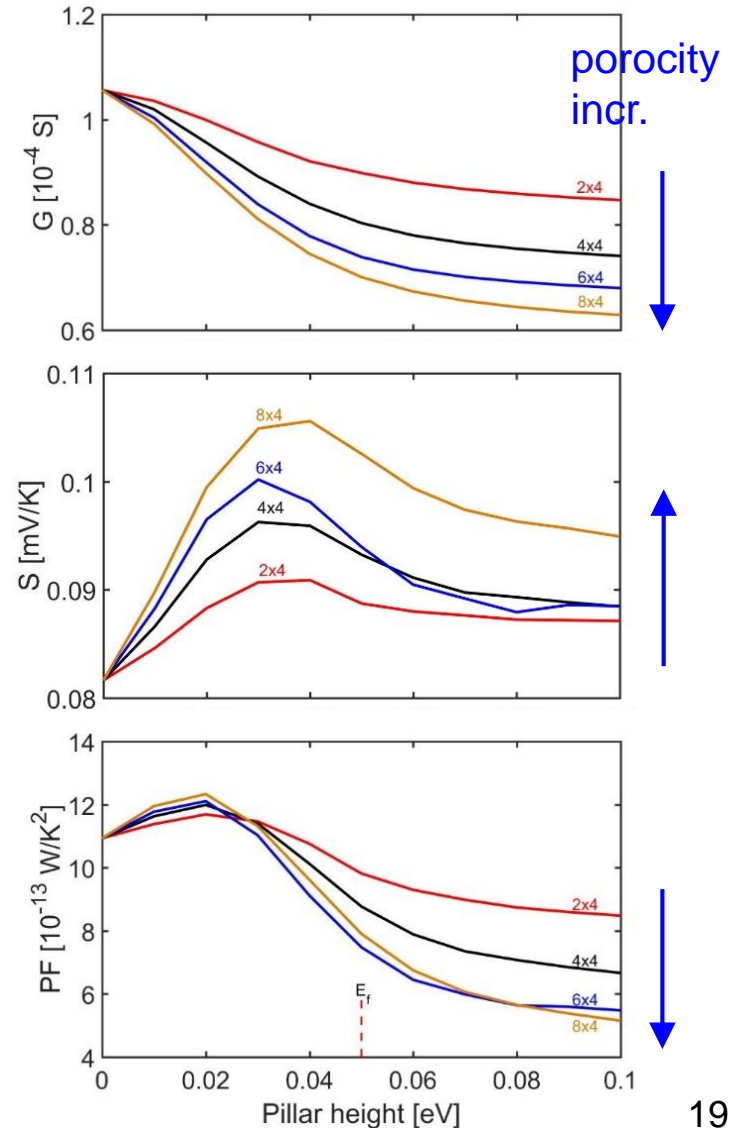 porocity
incr.
1.2
1
0.8
0.6
G [10⁻⁴ S]
2x4
4x4
6x4
8x4
0.11
0.1
0.09
0.08
S [mV/K]
8x4
6x4
4x4
2x4
14
12
10
8
6
4
PF [10⁻¹³ W/K²]
2x4
4x4
6x4
8x4
E_f
0 0.02 0.04 0.06 0.08 0.1
Pillar height [eV]
19